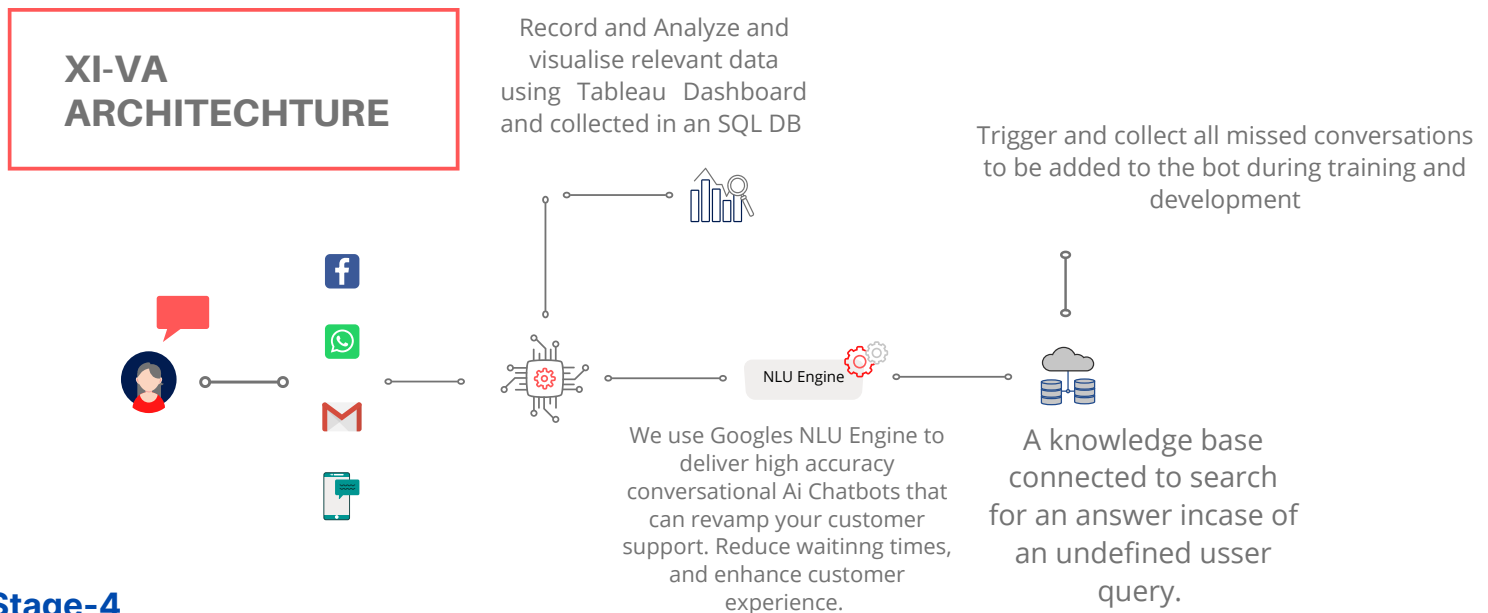 XI-VA
ARCHITECHTURE
Record and Analyze and
visualise relevant data
using Tableau Dashboard
and collected in an SQL DB
Trigger and collect all missed conversations
to be added to the bot during training and
development
NLU Engine
We use Googles NLU Engine to
deliver high accuracy
conversational Ai Chatbots that
can revamp your customer
support. Reduce waitinng times,
and enhance customer
experience.
A knowledge base
connected to search
for an answer incase of
an undefined usser
query.
Stage-4